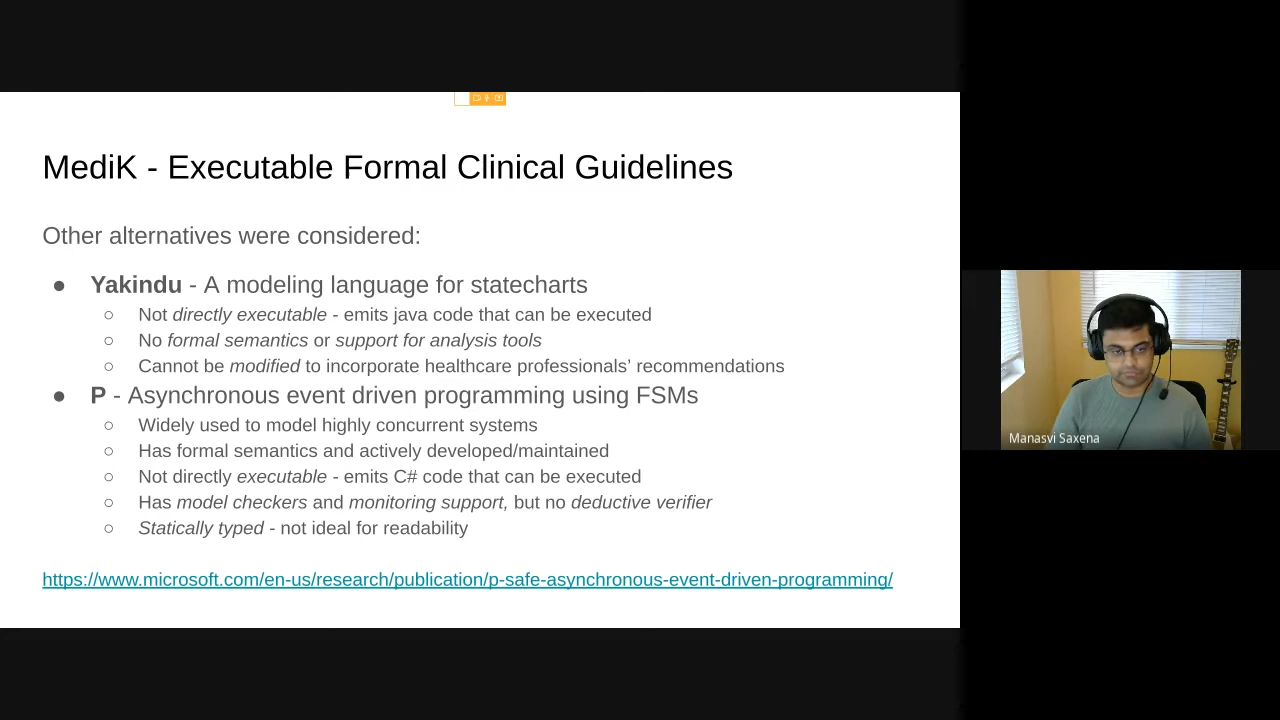 MediK - Executable Formal Clinical Guidelines
Other alternatives were considered:
● Yakindu - A modeling language for statecharts
○ Not directly executable - emits java code that can be executed
○ No formal semantics or support for analysis tools
○ Cannot be modified to incorporate healthcare professionals’ recommendations
● P - Asynchronous event driven programming using FSMs
○ Widely used to model highly concurrent systems
○ Has formal semantics and actively developed/maintained
○ Not directly executable - emits C# code that can be executed
○ Has model checkers and monitoring support, but no deductive verifier
○ Statically typed - not ideal for readability
https://www.microsoft.com/en-us/research/publication/p-safe-asynchronous-event-driven-programming/
Manasvi Saxena